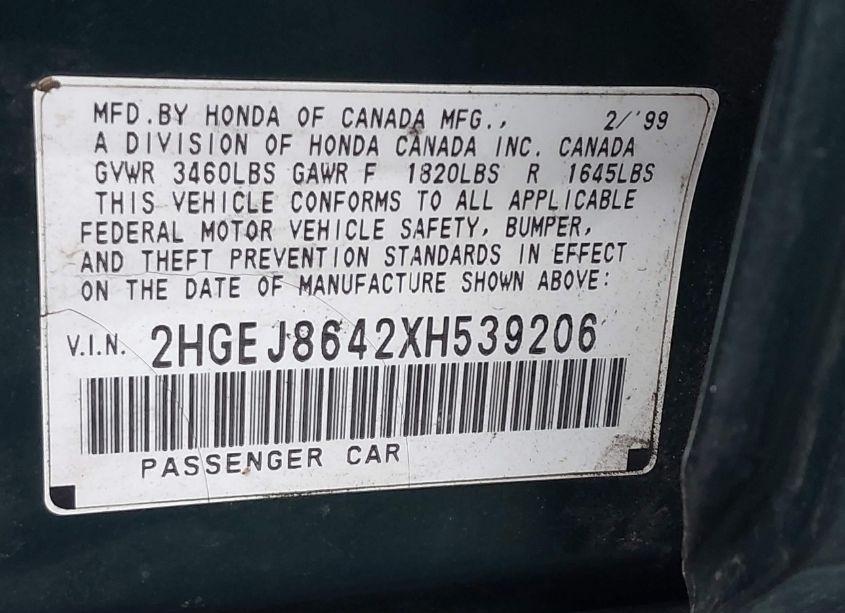 MFD.BY HONDA OF CANADA MFG., 2/'99
A DIVISION OF HONDA CANADA INC. CANADA
GVWR 3460LBS GAWR F 1820LBS R 1645LBS
THIS VEHICLE CONFORMS TO ALL APPLICABLE
FEDERAL MOTOR VEHICLE SAFETY, BUMPER,
AND THEFT PREVENTION STANDARDS IN EFFECT
ON THE DATE OF MANUFACTURE SHOWN ABOVE:
V.I.N. 2HGEJ8642XH539206
PASSENGER CAR